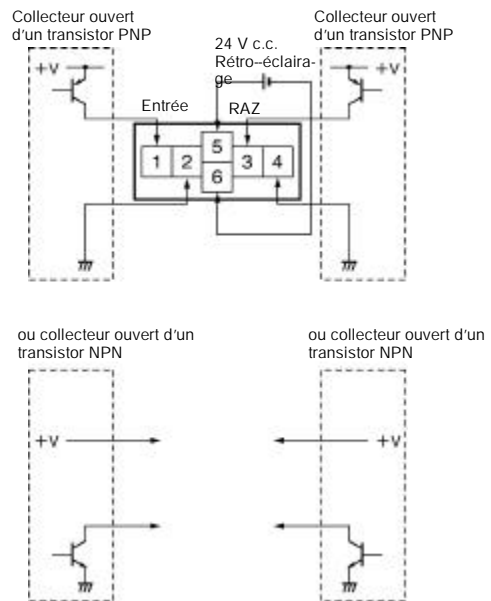 Collecteur ouvert
d'un transistor PNP
Collecteur ouvert
d'un transistor PNP
24 V c.c.
Rétro--éclaira-
ge
+V
+V
Entrée
RAZ
1 2 5 3 4
6
ou collecteur ouvert d'un
transistor NPN
ou collecteur ouvert d'un
transistor NPN
+V
+V